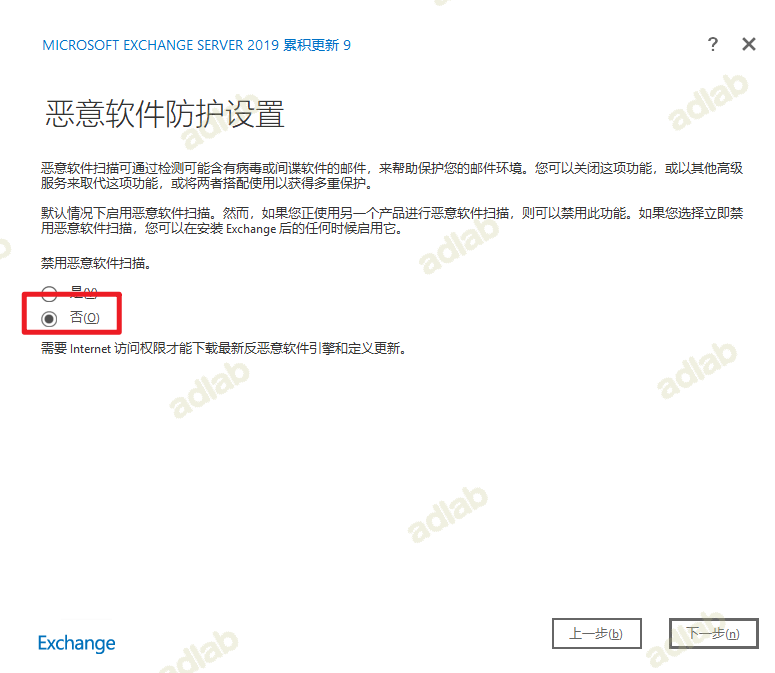 MICROSOFT EXCHANGE SERVER 2019 累积更新 9
?
恶意软件防护设置
恶意软件扫描可通过检测可能含有病毒或间谍软件的邮件，来帮助保护您的邮件环境。您可以关闭这项功能，或以其他高级
服务来取代这项功能，或将两者搭配使用以获得多重保护。
默认情况下启用恶意软件扫描。然而，如果您正使用另一个产品进行恶意软件扫描，则可以禁用此功能。如果您选择立即禁
用恶意软件扫描，您可以在安装 Exchange 后的任何时候启用它。
禁用恶意软件扫描。
是(Y)
否(O)
需要 Internet 访问权限才能下载最新反恶意软件引擎和定义更新。
Exchange
上一步(b)
下一步(n)
adlab
adlab
adlab
adlab
adlab
adlab
adlab
adlab